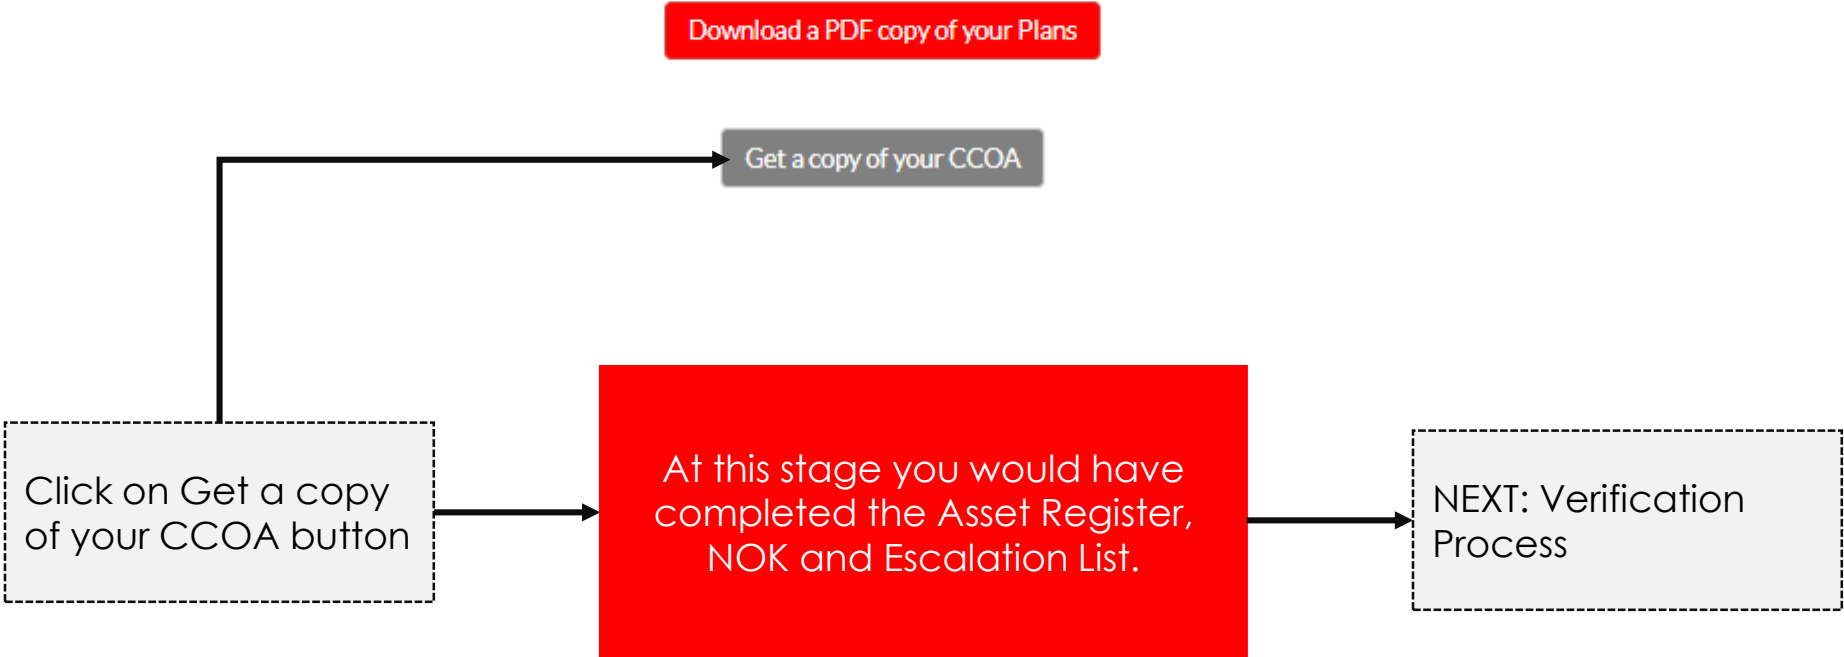 Download a PDF copy of your Plans
Get a copy of your CCOA
Click on Get a copy
of your CCOA button
At this stage you would have
completed the Asset Register,
NOK and Escalation List.
NEXT: Verification
Process